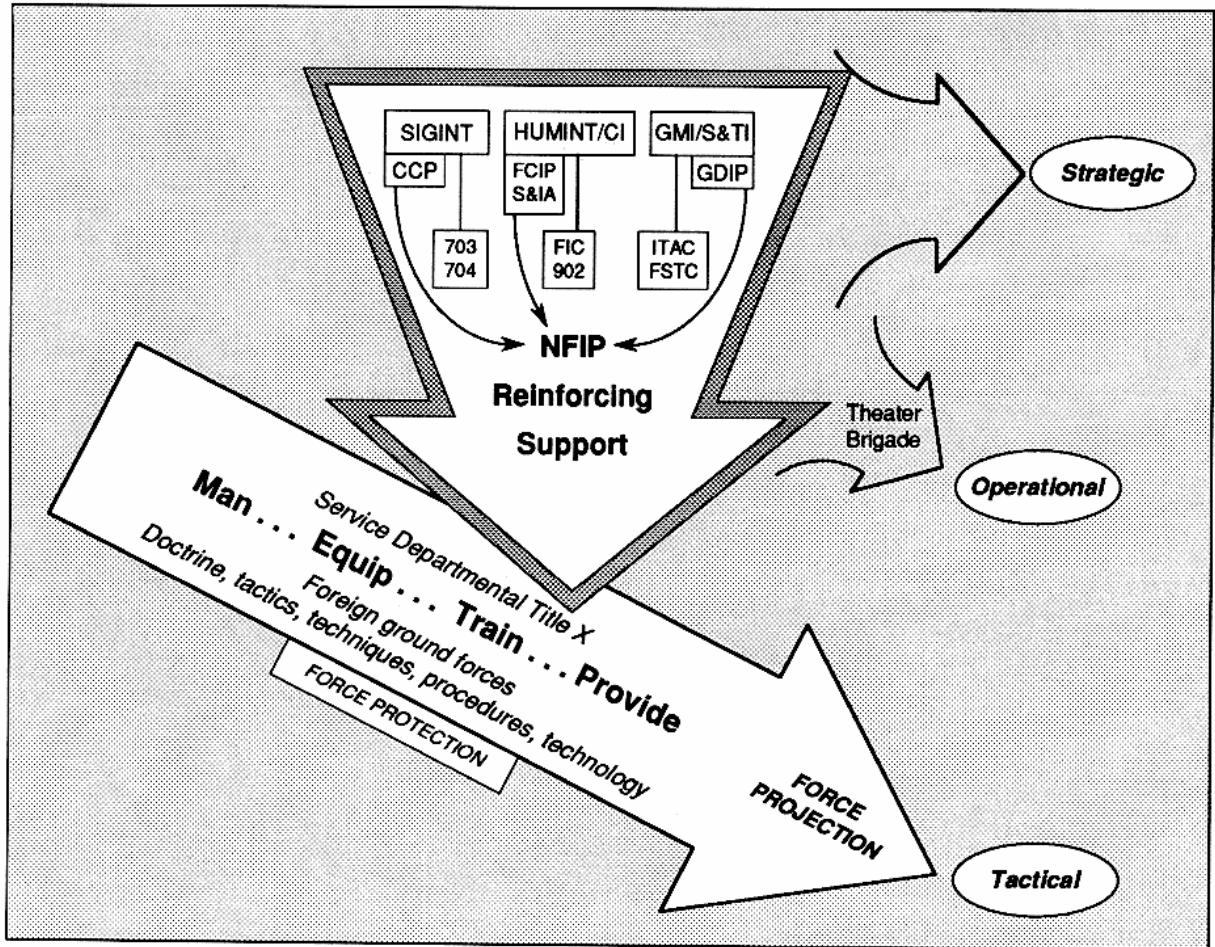 SIGINT
HUMINT/CI
GMI/S&TI
CCP
FCIP
S&IA
GDIP
703
704
FIC
902
ITAC
FSTC
NFIP
Reinforcing
Support
Strategic
Theater
Brigade
Operational
Service Departmental Title X
Man . . . Equip . . . Train . . . Provide
Foreign ground forces
Doctrine, tactics, techniques, procedures, technology
FORCE PROTECTION
FORCE
PROJECTION
Tactical